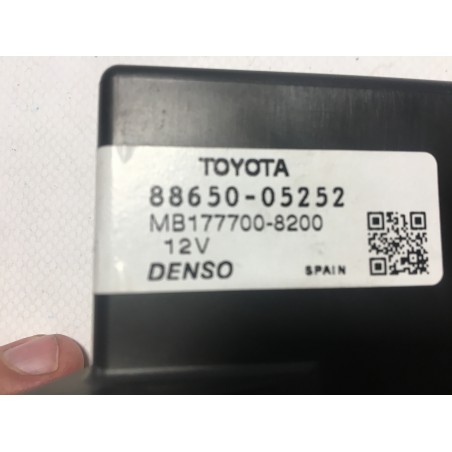 TOYOTA
88650-05252
MB177700-8200
12V
DENSO SPAIN